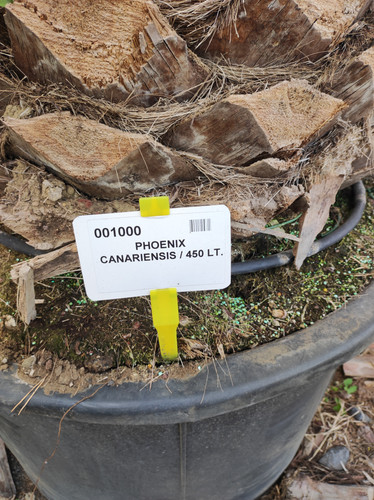 001000
PHOENIX
CANARIENSIS / 450 LT.